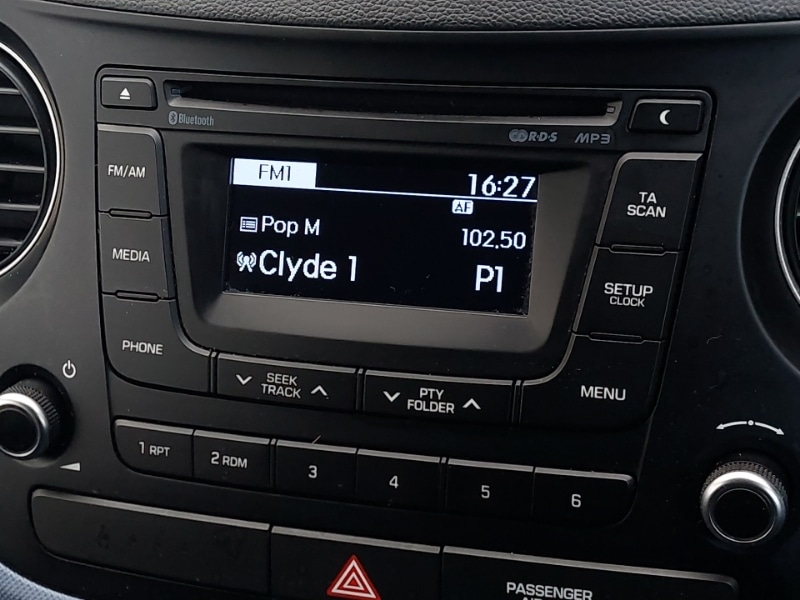 Bluetooth
R·D·S MP3
FM/AM
MEDIA
PHONE
FM1
16:27
AF
Pop M
102.50
Clyde 1
P1
TA
SCAN
SETUP
CLOCK
MENU
SEEK
TRACK
PTY
FOLDER
1 RPT
2 RDM
3
4
5
6
PASSENGER